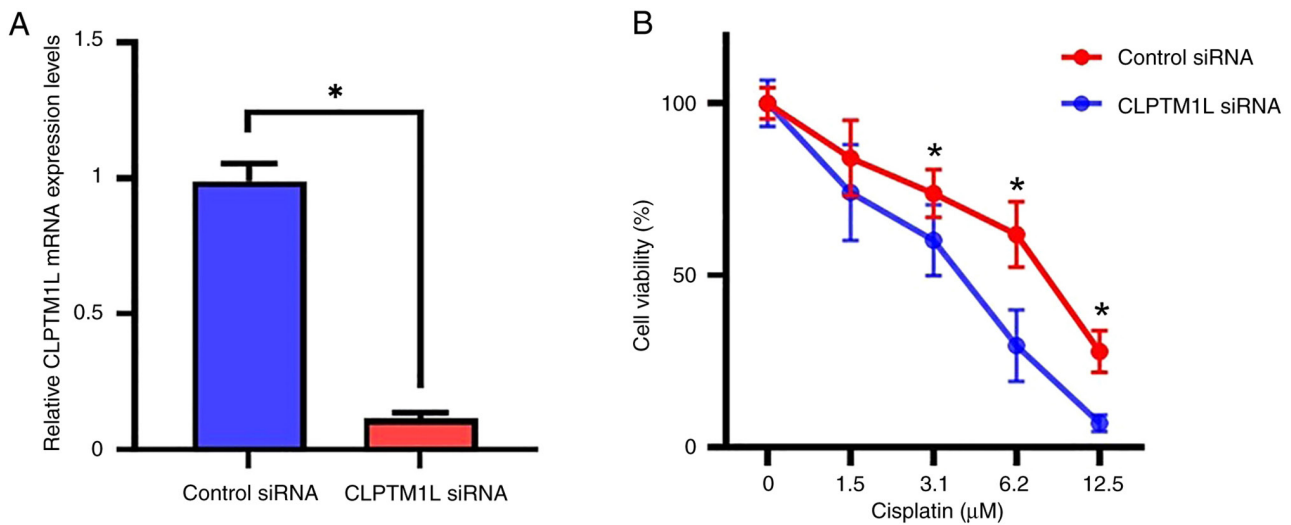 A
Relative CLPTM1L mRNA expression levels
1.5
1
0.5
0
*
Control siRNA
CLPTM1L siRNA
B
Cell viability (%)
100
50
0
*
*
*
Control siRNA
CLPTM1L siRNA
0
1.5
3.1
6.2
12.5
Cisplatin (μM)